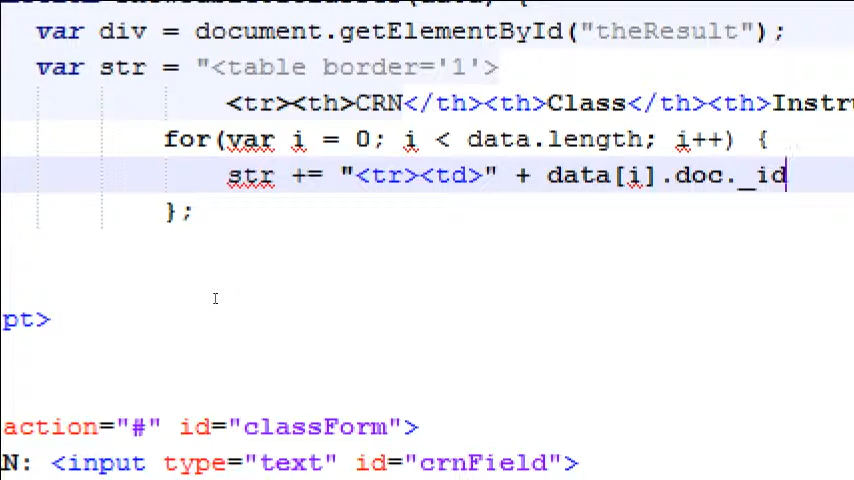 var div = document.getElementById("theResult");
var str = "<table border='1'>
<tr><th>CRN</th><th>Class</th><th>Instru
for(var i = 0; i < data.length; i++) {
str += "<tr><td>" + data[i].doc._id
};
pt>
action="#" id="classForm">
N: <input type="text" id="crnField">